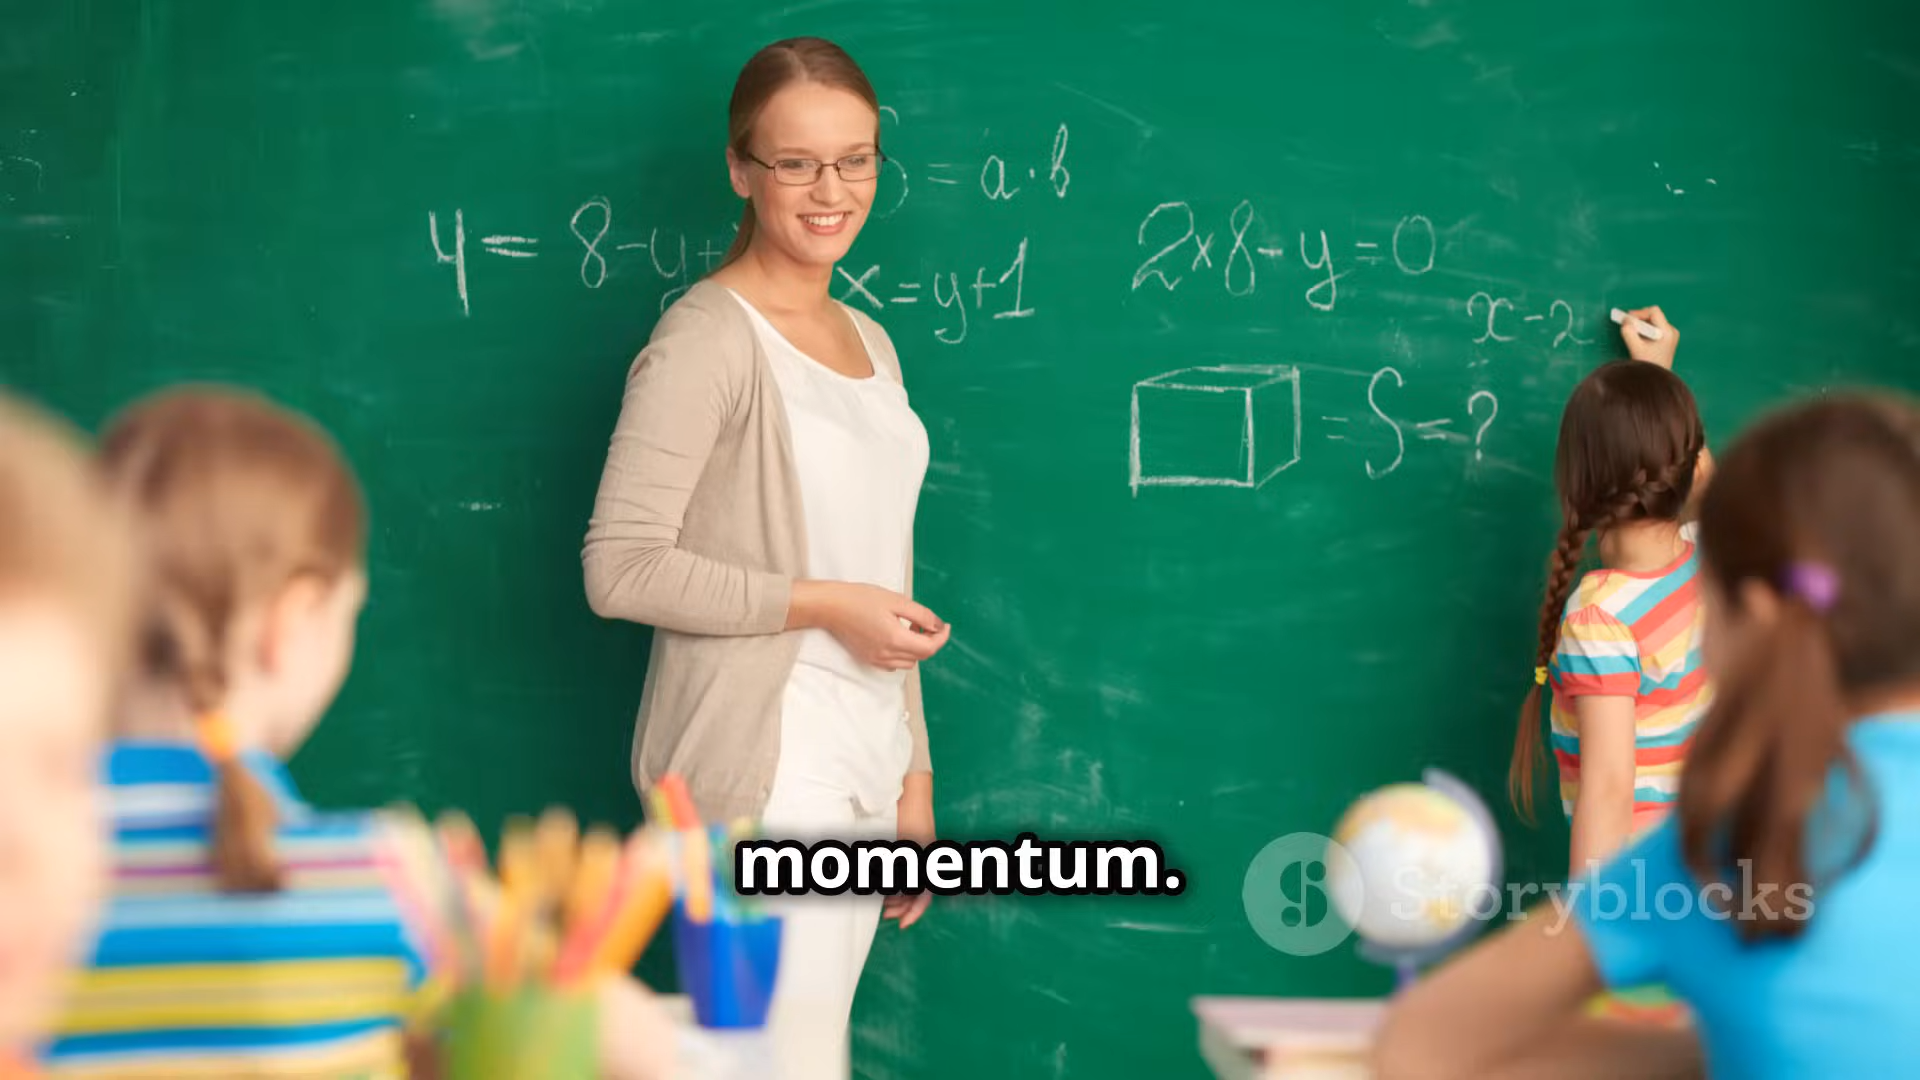 = a·b
4 = 8-y+
x = y+1
2x8-y=0
x-2
= S = ?
momentum.
Storyblocks